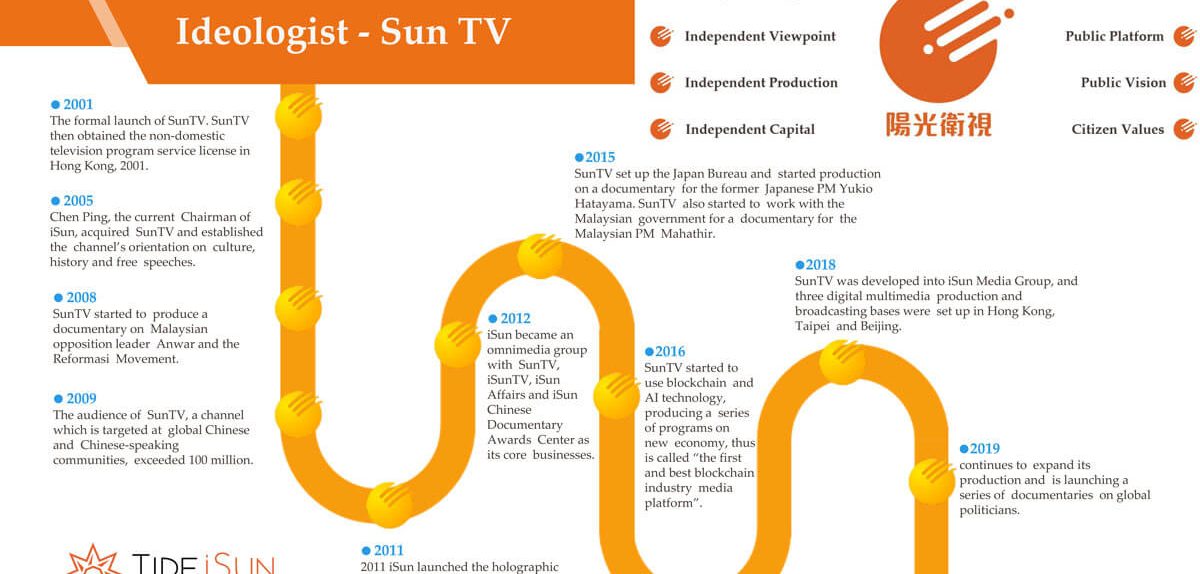 Ideologist - Sun TV
Independent Viewpoint
Independent Production
Independent Capital
陽光衛視
Public Platform
Public Vision
Citizen Values
2001
The formal launch of SunTV. SunTV
then obtained the non-domestic
television program service license in
Hong Kong, 2001.
2005
Chen Ping, the current Chairman of
iSun, acquired SunTV and established
the channel's orientation on culture,
history and free speeches.
2008
SunTV started to produce a
documentary on Malaysian
opposition leader Anwar and the
Reformasi Movement.
2009
The audience of SunTV, a channel
which is targeted at global Chinese
and Chinese-speaking
communities, exceeded 100 million.
2011
2011 iSun launched the holographic
2012
iSun became an
omnimedia group
with SunTV,
iSunTV, iSun
Affairs and iSun
Chinese
Documentary
Awards Center as
its core businesses.
2015
SunTV set up the Japan Bureau and started production
on a documentary for the former Japanese PM Yukio
Hatayama. SunTV also started to work with the
Malaysian government for a documentary for the
Malaysian PM Mahathir.
2016
SunTV started to
use blockchain and
AI technology,
producing a series
of programs on
new economy, thus
is called "the first
and best blockchain
industry media
platform".
2018
SunTV was developed into iSun Media Group, and
three digital multimedia production and
broadcasting bases were set up in Hong Kong,
Taipei and Beijing.
2019
continues to expand its
production and is launching a
series of documentaries on global
politicians.
TIDE iSUN